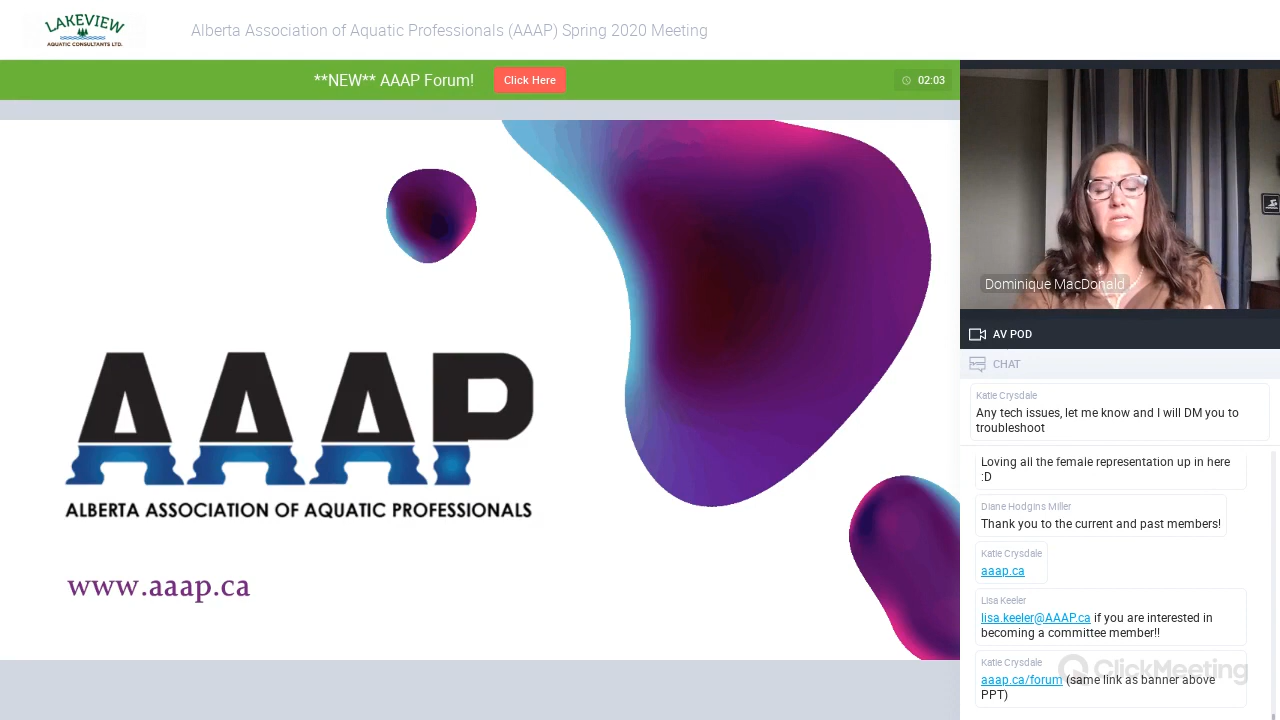 LAKEVIEW
AQUATIC CONSULTANTS LTD.
Alberta Association of Aquatic Professionals (AAAP) Spring 2020 Meeting
**NEW** AAAP Forum!
Click Here
02:03
AAAP
ALBERTA ASSOCIATION OF AQUATIC PROFESSIONALS
www.aaap.ca
Dominique MacDonald
AV POD
CHAT
Katie Crysdale
Any tech issues, let me know and I will DM you to
troubleshoot
Loving all the female representation up in here
:D
Diane Hodgins Miller
Thank you to the current and past members!
Katie Crysdale
aaap.ca
Lisa Keeler
lisa.keeler@AAAP.ca if you are interested in
becoming a committee member!!
Katie Crysdale
aaap.ca/forum (same link as banner above
PPT)
ClickMeeting